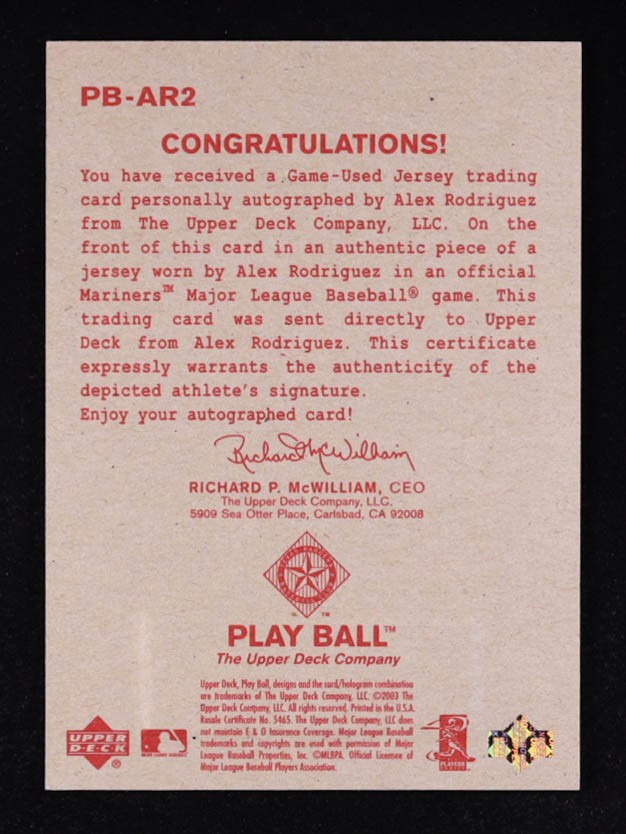 PB-AR2
CONGRATULATIONS!
You have received a Game-Used Jersey trading
card personally autographed by Alex Rodriguez
from The Upper Deck Company, LLC. On the
front of this card in an authentic piece of a
jersey worn by Alex Rodriguez in an official
Mariners™ Major League Baseball® game. This
trading card was sent directly to Upper
Deck from Alex Rodriguez. This certificate
expressly warrants the authenticity of the
depicted athlete's signature.
Enjoy your autographed card!
Richard P. McWilliam
RICHARD P. McWILLIAM, CEO
The Upper Deck Company, LLC.
5909 Sea Otter Place, Carlsbad, CA 92008
PLAY BALL™
The Upper Deck Company
Upper Deck, Play Ball, designs and the card/hologram combination
are trademarks of The Upper Deck Company, LLC. ©2003 The
Upper Deck Company, LLC. All rights reserved. Printed in the U.S.A.
Resale Certificate No. 5465. The Upper Deck Company, LLC does
not maintain E & O Insurance Coverage. Major League Baseball
trademarks and copyrights are used with permission of Major
League Baseball Properties, Inc. ©MLBPA. Official Licensee of
Major League Baseball Players Association.
UPPER
DECK
®
MAJOR LEAGUE BASEBALL
PLAYERS